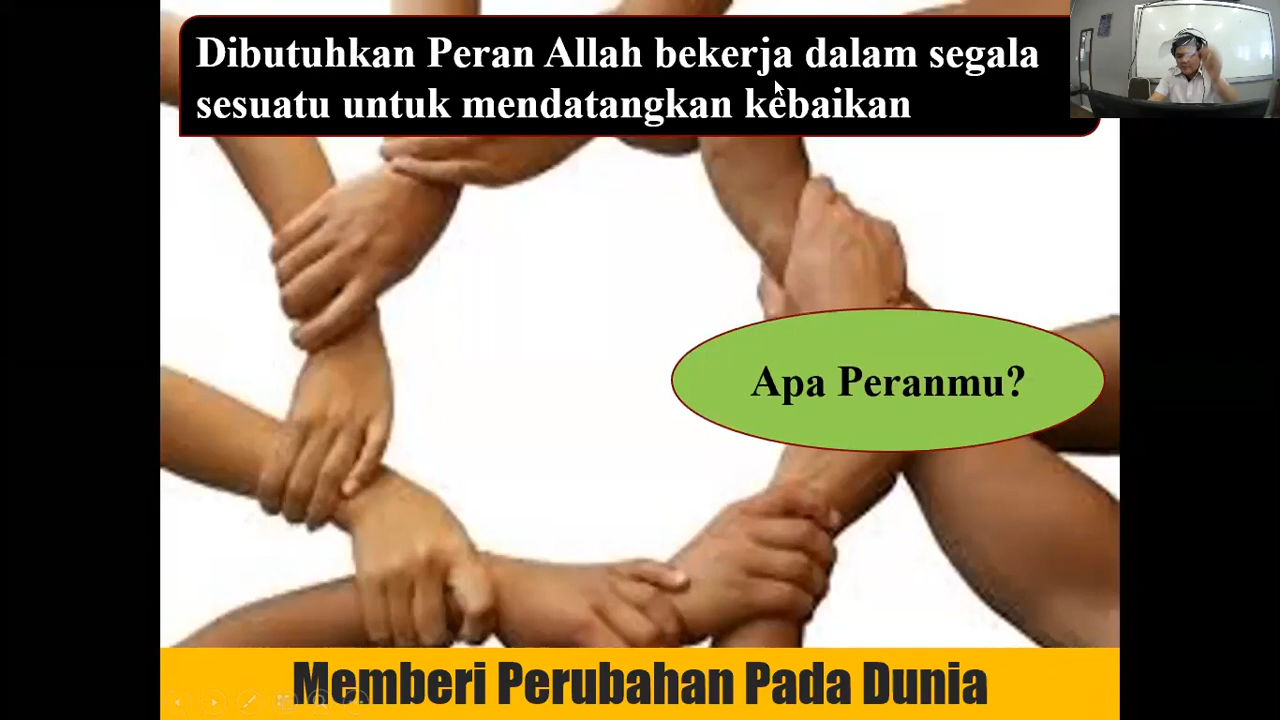 Dibutuhkan Peran Allah bekerja dalam segala
sesuatu untuk mendatangkan kebaikan
Apa Peranmu?
Memberi Perubahan Pada Dunia